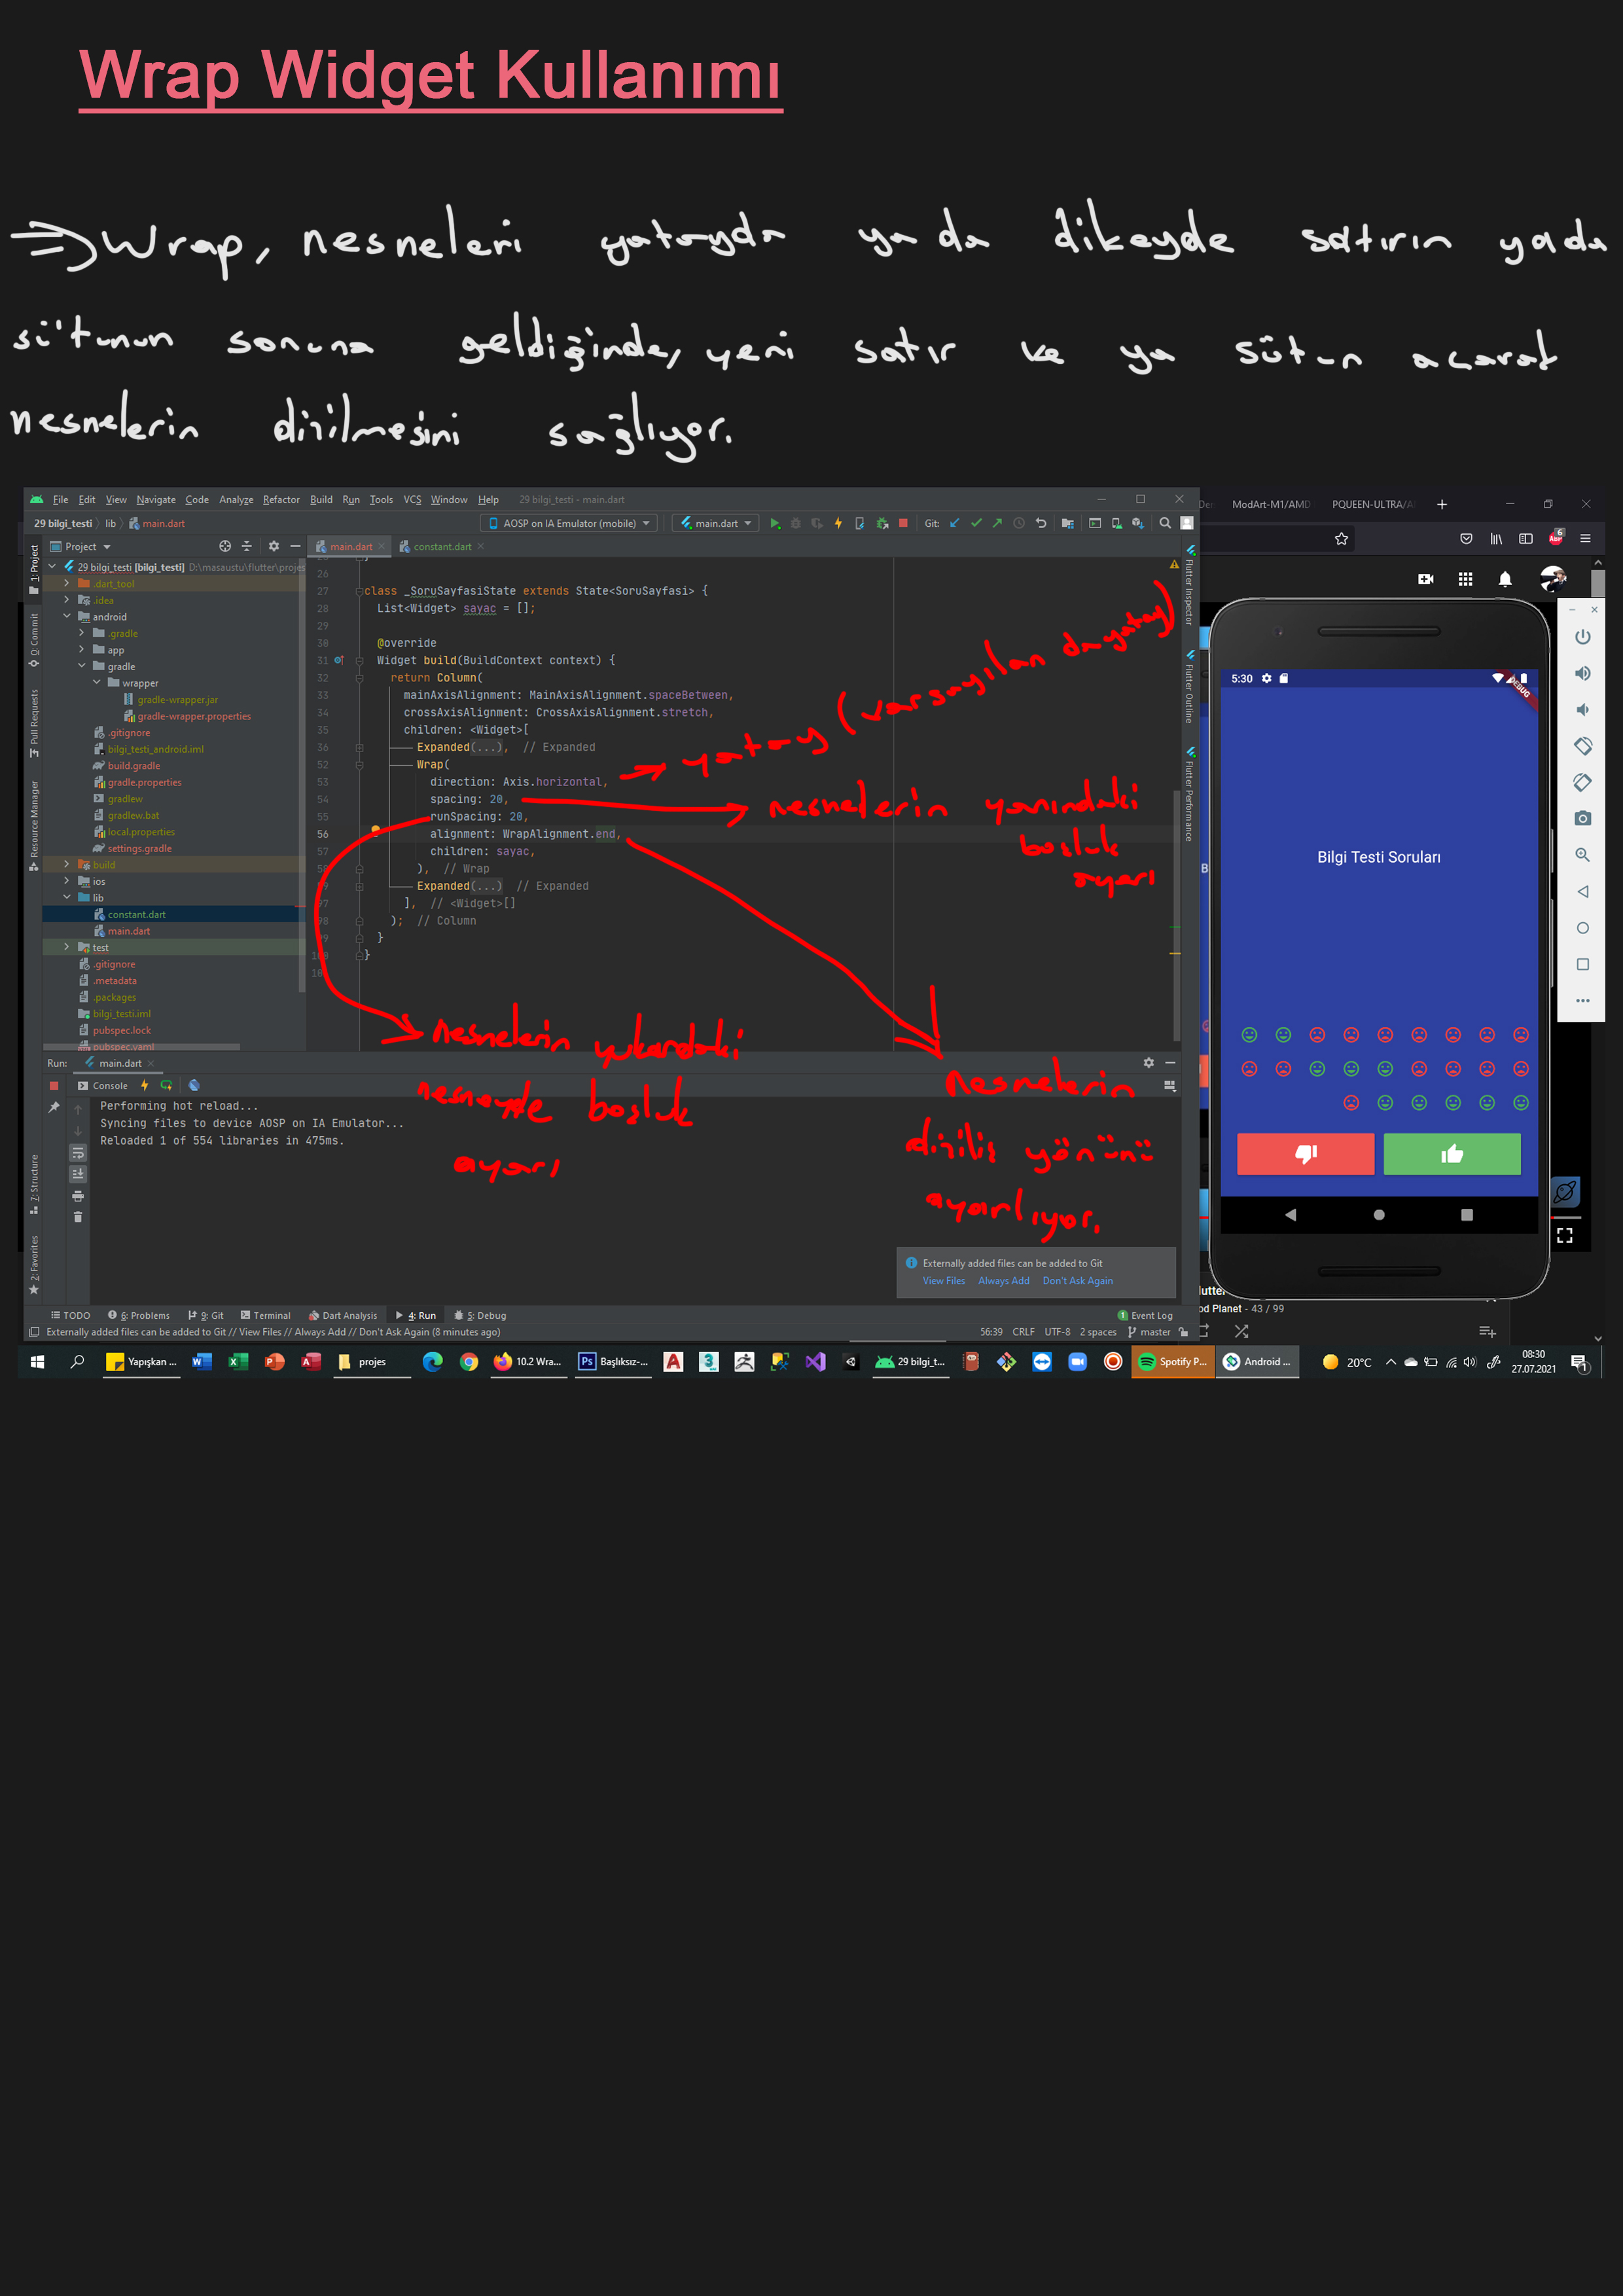 Wrap Widget Kullanımı
⇒ Wrap, nesneleri yatayda ya da dikeyde satırın yada
sütunun sonuna geldiğinde, yeni satır ve ya sütun açarak
nesnelerin dizilmesini sağlıyor.
File Edit View Navigate Code Analyze Refactor Build Run Tools VCS Window Help 29 bilgi_testi - main.dart
ModArt-M1/AMD PQUEEN-ULTRA/A
29 bilgi_testi lib main.dart AOSP on IA Emulator (mobile) main.dart Git:
Project
main.dart
constant.dart
1: Project
0: Commit
Pull Requests
Resource Manager
7: Structure
2: Favorites
29 bilgi_testi [bilgi_testi] D:\masaustu\flutter\projes
.dart_tool
.idea
android
.gradle
app
gradle
wrapper
gradle-wrapper.jar
gradle-wrapper.properties
.gitignore
bilgi_testi_android.iml
build.gradle
gradle.properties
gradlew
gradlew.bat
local.properties
settings.gradle
build
ios
lib
constant.dart
main.dart
test
.gitignore
.metadata
.packages
bilgi_testi.iml
pubspec.lock
pubspec.yaml
26
27 class _SoruSayfasiState extends State<SoruSayfasi> {
28 List<Widget> sayac = [];
29
30 @override
31 Widget build(BuildContext context) {
32 return Column(
33 mainAxisAlignment: MainAxisAlignment.spaceBetween,
34 crossAxisAlignment: CrossAxisAlignment.stretch,
35 children: <Widget>[
36 Expanded(...), // Expanded
52 Wrap(
53 direction: Axis.horizontal,
54 spacing: 20,
55 runSpacing: 20,
56 alignment: WrapAlignment.end,
57 children: sayac,
), // Wrap
Expanded(...) // Expanded
], // <Widget>[]
); // Column
}
}
yatay (varsayılan da yatay)
nesnelerin yanındaki
boşluk
ayarı
nesnelerin yukarıdaki
nesneyle boşluk
ayarı
nesnelerin
diziliş yönünü
ayarlıyor.
Flutter Inspector
Flutter Outline
Flutter Performance
5:30
DEBUG
Bilgi Testi Soruları
Run: main.dart
Console
Performing hot reload...
Syncing files to device AOSP on IA Emulator...
Reloaded 1 of 554 libraries in 475ms.
Externally added files can be added to Git
View Files Always Add Don't Ask Again
lutter
od Planet - 43 / 99
TODO 6: Problems 9: Git Terminal Dart Analysis 4: Run 5: Debug 1 Event Log
Externally added files can be added to Git // View Files // Always Add // Don't Ask Again (8 minutes ago) 56:39 CRLF UTF-8 2 spaces master
Yapışkan ... projes 10.2 Wra... Başlıksız-... 29 bilgi_t... Spotify P... Android ... 20°C 08:30
27.07.2021